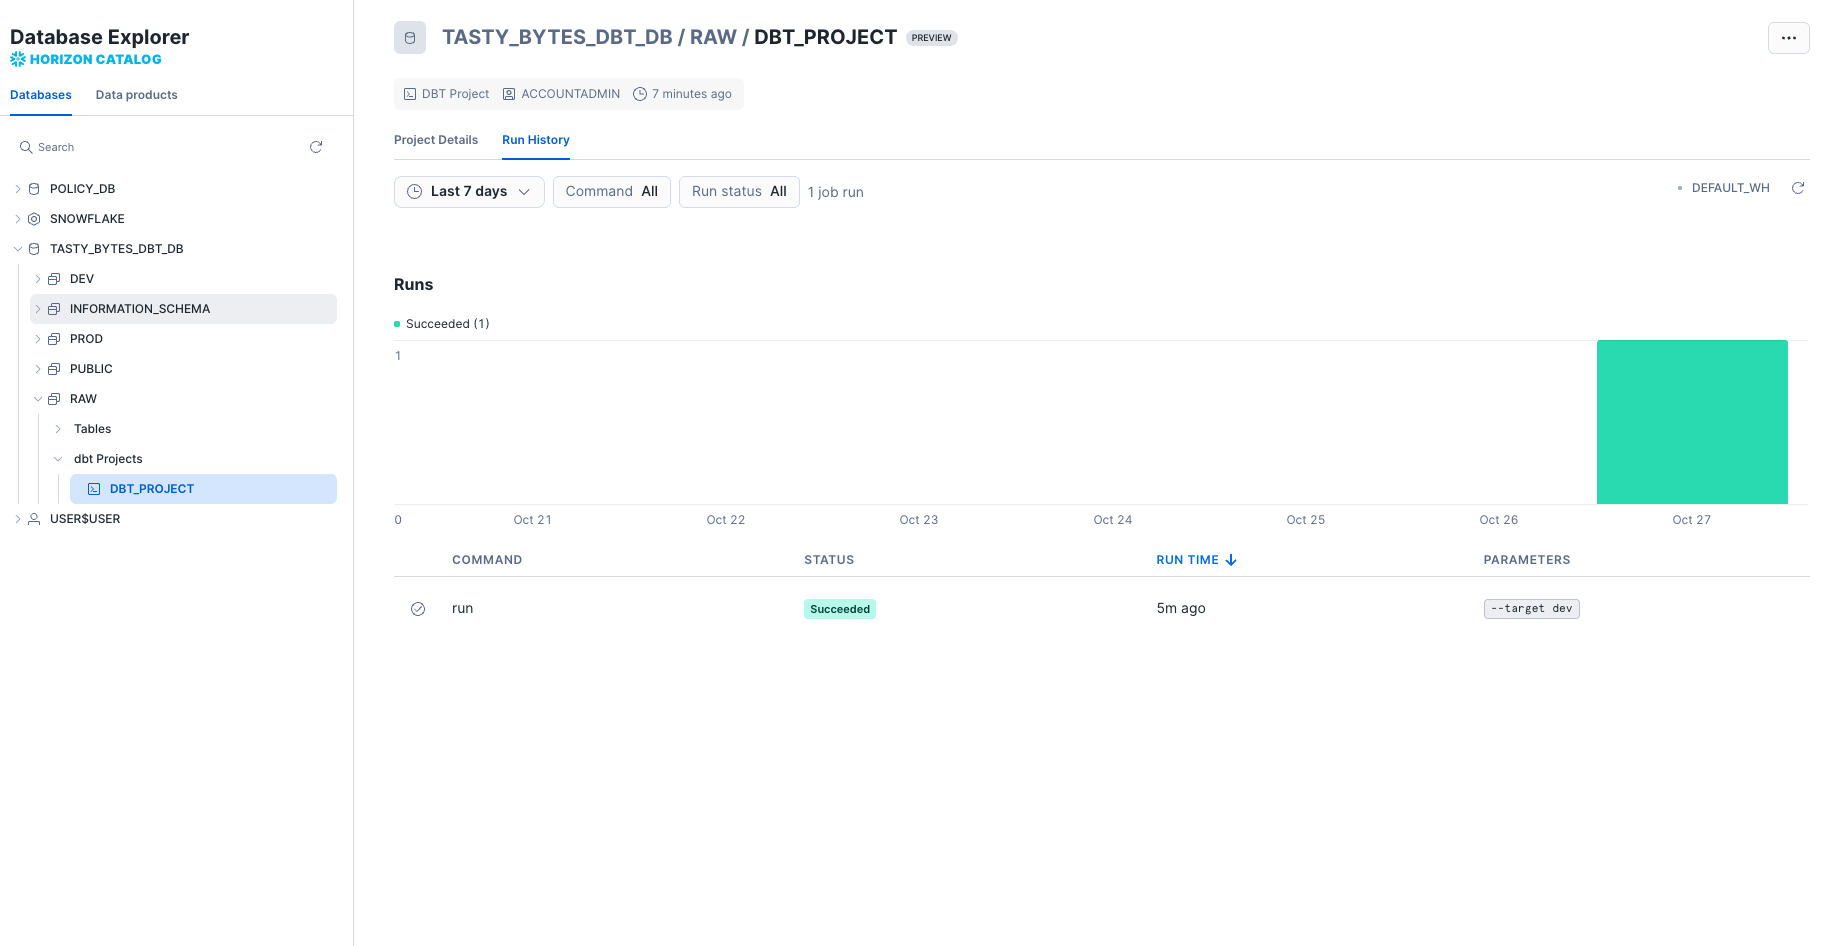 Database Explorer
HORIZON CATALOG
Databases Data products
Search
POLICY_DB
SNOWFLAKE
TASTY_BYTES_DBT_DB
DEV
INFORMATION_SCHEMA
PROD
PUBLIC
RAW
Tables
dbt Projects
DBT_PROJECT
USER$USER
TASTY_BYTES_DBT_DB / RAW / DBT_PROJECT PREVIEW
DBT Project ACCOUNTADMIN 7 minutes ago
Project Details Run History
Last 7 days Command All Run status All 1 job run DEFAULT_WH
Runs
Succeeded (1)
1
0 Oct 21 Oct 22 Oct 23 Oct 24 Oct 25 Oct 26 Oct 27
COMMAND STATUS RUN TIME PARAMETERS
run Succeeded 5m ago --target dev